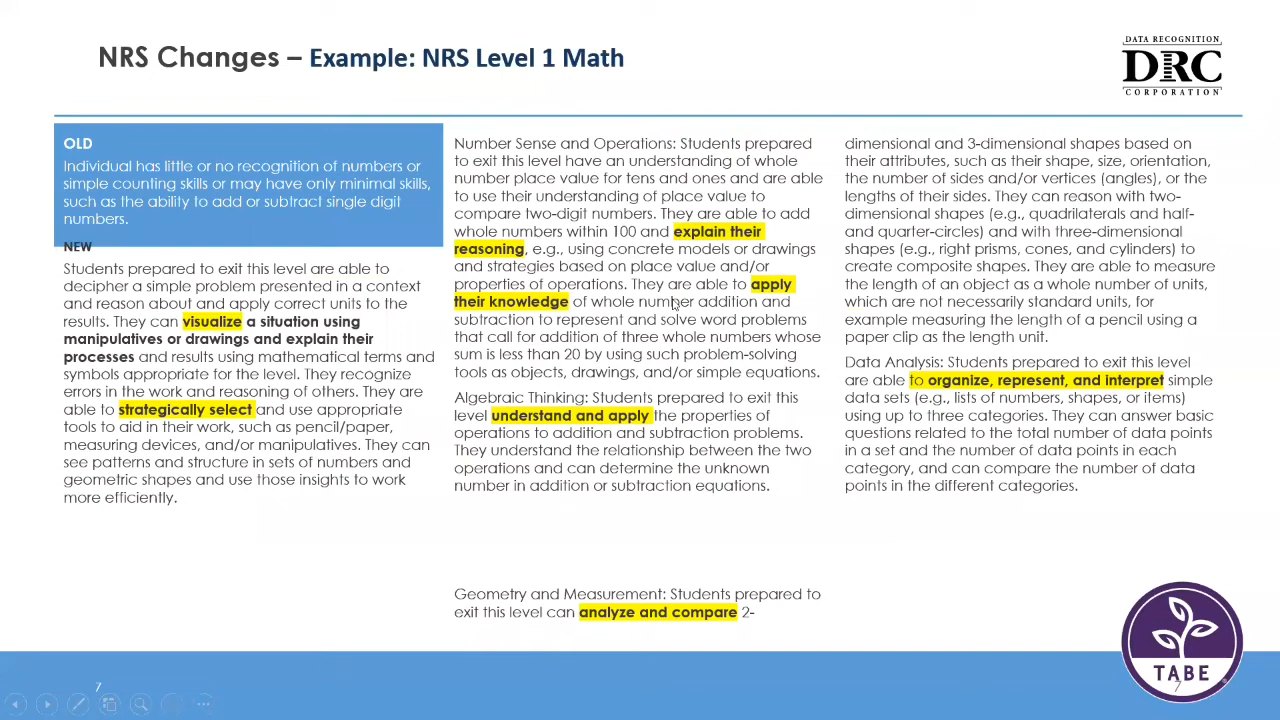 NRS Changes – Example: NRS Level 1 Math
DATA RECOGNITION
DRC
CORPORATION
OLD
Individual has little or no recognition of numbers or
simple counting skills or may have only minimal skills,
such as the ability to add or subtract single digit
numbers.
NEW
Students prepared to exit this level are able to
decipher a simple problem presented in a context
and reason about and apply correct units to the
results. They can visualize a situation using
manipulatives or drawings and explain their
processes and results using mathematical terms and
symbols appropriate for the level. They recognize
errors in the work and reasoning of others. They are
able to strategically select and use appropriate
tools to aid in their work, such as pencil/paper,
measuring devices, and/or manipulatives. They can
see patterns and structure in sets of numbers and
geometric shapes and use those insights to work
more efficiently.
Number Sense and Operations: Students prepared
to exit this level have an understanding of whole
number place value for tens and ones and are able
to use their understanding of place value to
compare two-digit numbers. They are able to add
whole numbers within 100 and explain their
reasoning, e.g., using concrete models or drawings
and strategies based on place value and/or
properties of operations. They are able to apply
their knowledge of whole number addition and
subtraction to represent and solve word problems
that call for addition of three whole numbers whose
sum is less than 20 by using such problem-solving
tools as objects, drawings, and/or simple equations.
Algebraic Thinking: Students prepared to exit this
level understand and apply the properties of
operations to addition and subtraction problems.
They understand the relationship between the two
operations and can determine the unknown
number in addition or subtraction equations.
Geometry and Measurement: Students prepared to
exit this level can analyze and compare 2-
dimensional and 3-dimensional shapes based on
their attributes, such as their shape, size, orientation,
the number of sides and/or vertices (angles), or the
lengths of their sides. They can reason with two-
dimensional shapes (e.g., quadrilaterals and half-
and quarter-circles) and with three-dimensional
shapes (e.g., right prisms, cones, and cylinders) to
create composite shapes. They are able to measure
the length of an object as a whole number of units,
which are not necessarily standard units, for
example measuring the length of a pencil using a
paper clip as the length unit.
Data Analysis: Students prepared to exit this level
are able to organize, represent, and interpret simple
data sets (e.g., lists of numbers, shapes, or items)
using up to three categories. They can answer basic
questions related to the total number of data points
in a set and the number of data points in each
category, and can compare the number of data
points in the different categories.
7
TABE
7